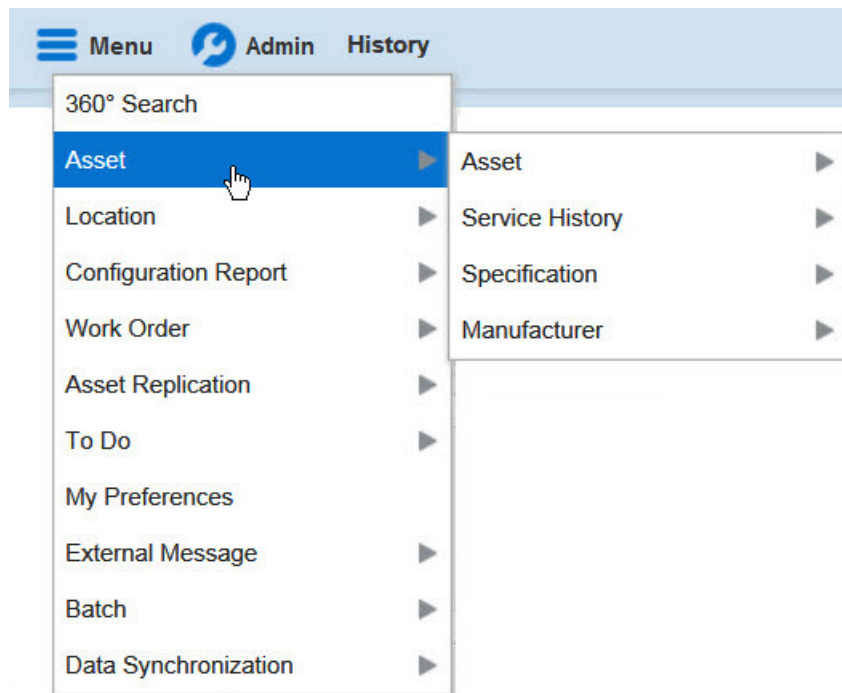 Menu Admin History
360° Search
Asset
Location
Configuration Report
Work Order
Asset Replication
To Do
My Preferences
External Message
Batch
Data Synchronization
Asset
Service History
Specification
Manufacturer